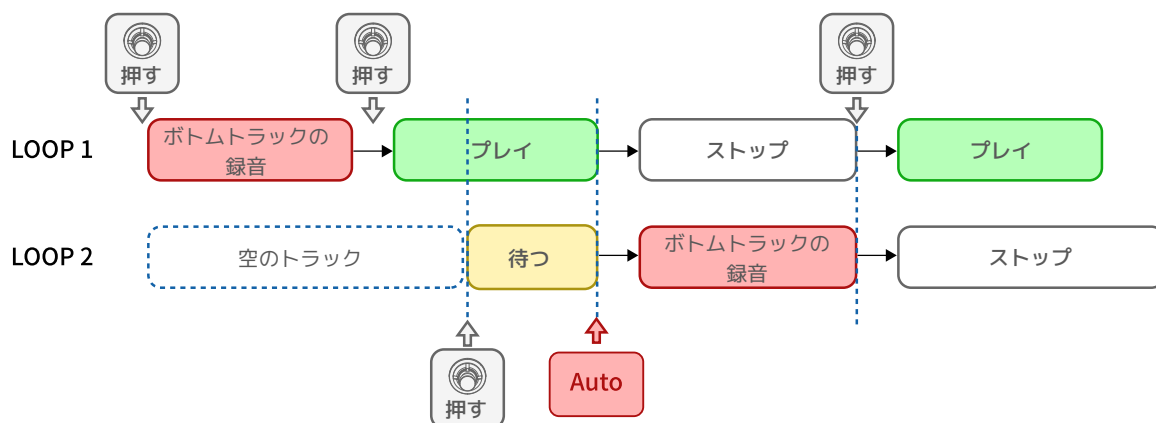 押す
押す
押す
LOOP 1
ボトムトラックの
録音
プレイ
ストップ
プレイ
LOOP 2
空のトラック
待つ
ボトムトラックの
録音
ストップ
押す
Auto